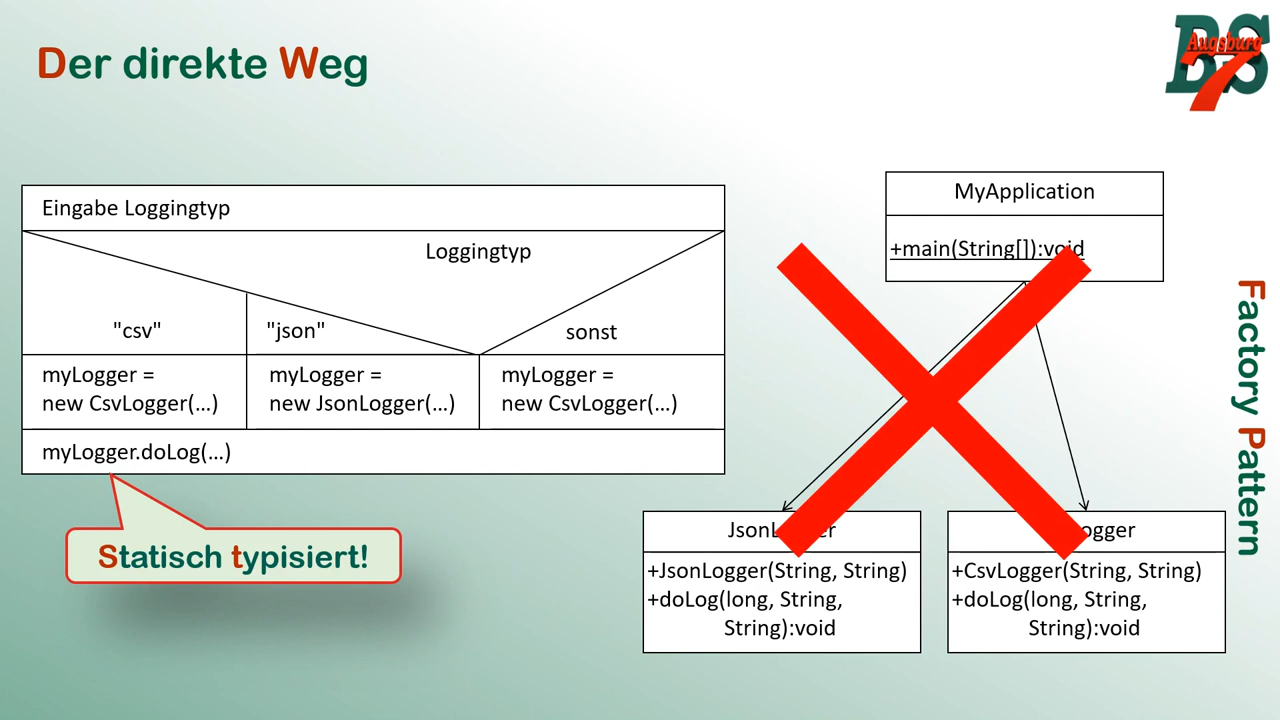 Der direkte Weg
Augsburg
BS
7
Eingabe Loggingtyp
Loggingtyp
"csv"
"json"
sonst
myLogger =
new CsvLogger(...)
myLogger =
new JsonLogger(...)
myLogger =
new CsvLogger(...)
myLogger.doLog(...)
Statisch typisiert!
MyApplication
+main(String[]):void
+JsonLogger(String, String)
+doLog(long, String,
String):void
+CsvLogger(String, String)
+doLog(long, String,
String):void
Factory Pattern